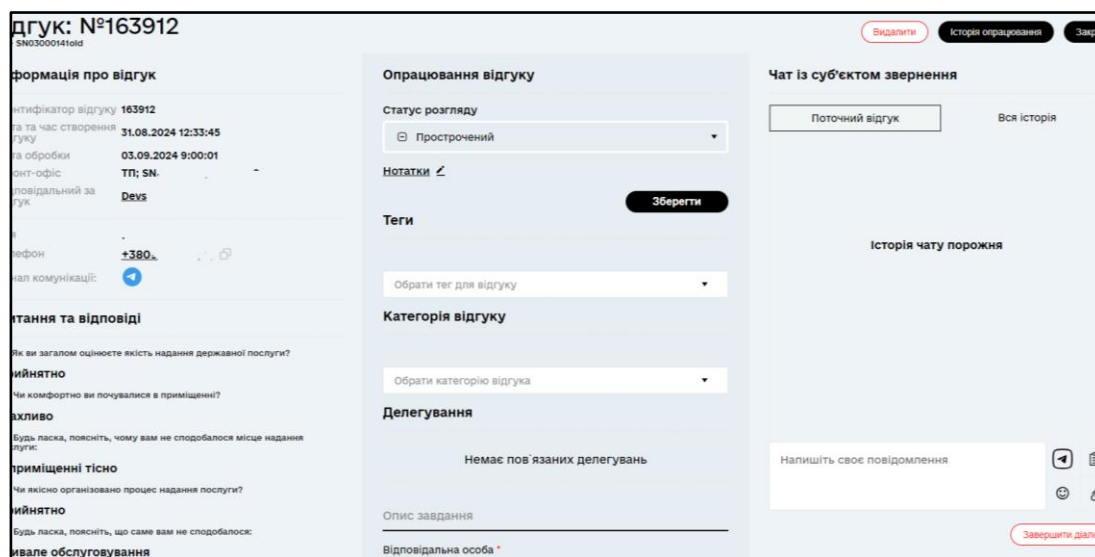 дгук: №163912
SN03000141old
Видалити
Історія опрацювання
Закр
формація про відгук
нтифікатор відгуку 163912
та та час створення
гуку
31.08.2024 12:33:45
та обробки 03.09.2024 9:00:01
онт-офіс ТП; SN-
повідальний за
гук
Devs
лефон +380
нал комунікації:
итання та відповіді
Як ви загалом оцінюєте якість надання державної послуги?
ийнятно
Чи комфортно ви почувалися в приміщенні?
ахливо
Будь ласка, поясніть, чому вам не сподобалося місце надання
луги:
приміщенні тісно
Чи якісно організовано процес надання послуги?
ийнятно
Будь ласка, поясніть, що саме вам не сподобалося:
ивале обслуговування
Опрацювання відгуку
Статус розгляду
Прострочений
Нотатки
Зберегти
Теги
Обрати тег для відгуку
Категорія відгуку
Обрати категорію відгука
Делегування
Немає пов`язаних делегувань
Опис завдання
Відповідальна особа *
Чат із суб’єктом звернення
Поточний відгук
Вся історія
Історія чату порожня
Напишіть своє повідомлення
Завершити діало